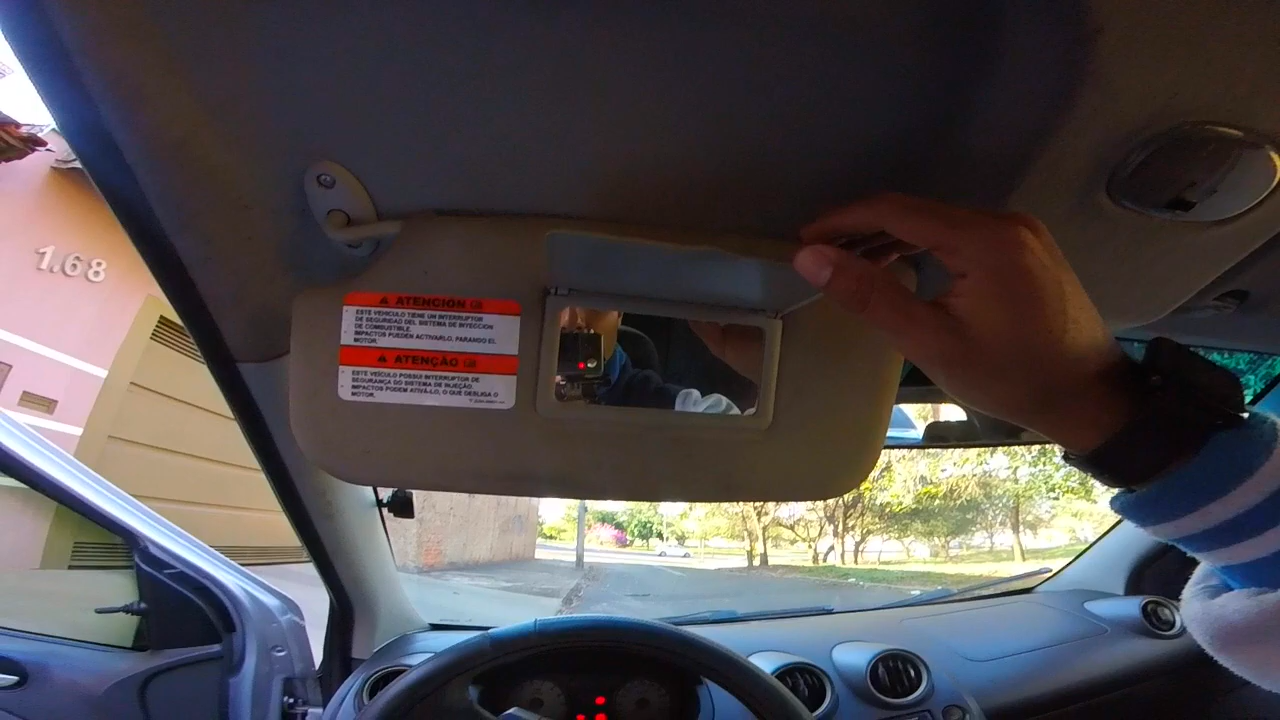 1.68
ATENCIÓN
ESTE VEHICULO TIENE UN INTERRUPTOR
DE SEGURIDAD DEL SISTEMA DE INYECCION
DE COMBUSTIBLE.
IMPACTOS PUEDEN ACTIVARLO, PARANDO EL
MOTOR.
ATENÇÃO
ESTE VEÍCULO POSSUI INTERRUPTOR DE
SEGURANÇA DO SISTEMA DE INJEÇÃO.
IMPACTOS PODEM ATIVÁ-LO, O QUE DESLIGA O
MOTOR.